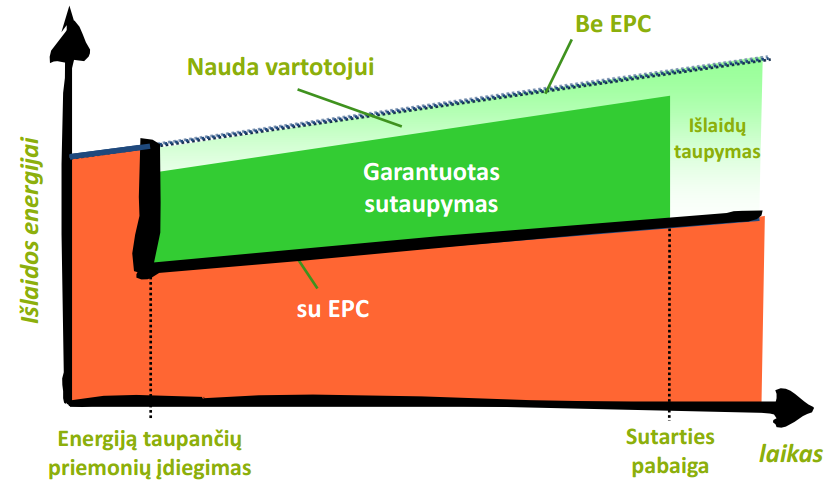 Be EPC
Nauda vartotojui
Išlaidų
taupymas
Garantuotas
sutaupymas
Išlaidos energijai
su EPC
Energiją taupančių
priemonių įdiegimas
Sutarties
pabaiga
laikas